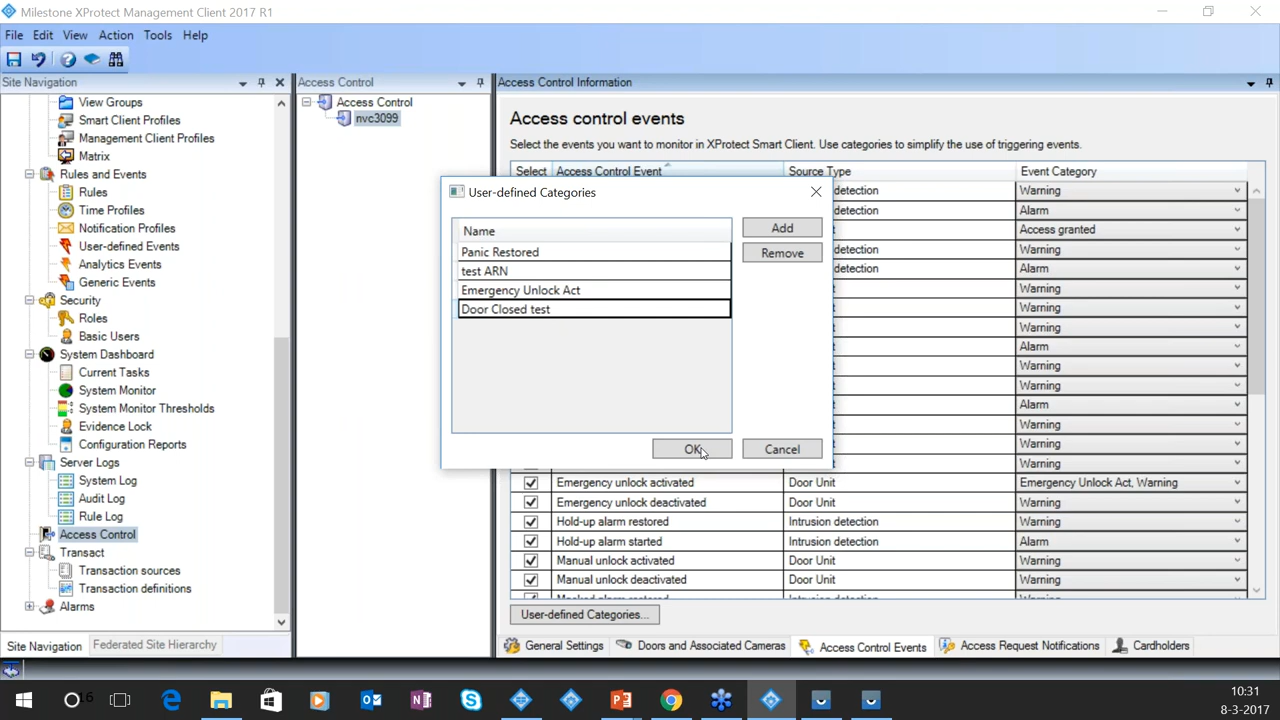 Milestone XProtect Management Client 2017 R1
File Edit View Action Tools Help
Site Navigation
View Groups
Smart Client Profiles
Management Client Profiles
Matrix
Rules and Events
Rules
Time Profiles
Notification Profiles
User-defined Events
Analytics Events
Generic Events
Security
Roles
Basic Users
System Dashboard
Current Tasks
System Monitor
System Monitor Thresholds
Evidence Lock
Configuration Reports
Server Logs
System Log
Audit Log
Rule Log
Access Control
Transact
Transaction sources
Transaction definitions
Alarms
Site Navigation Federated Site Hierarchy
Access Control
Access Control
nvc3099
Access Control Information
Access control events
Select the events you want to monitor in XProtect Smart Client. Use categories to simplify the use of triggering events.
Select Access Control Event Source Type Event Category
detection Warning
detection Alarm
Access granted
detection Warning
detection Alarm
Warning
Warning
Warning
Alarm
Warning
Warning
Alarm
Warning
Warning
Warning
Emergency unlock activated Door Unit Emergency Unlock Act, Warning
Emergency unlock deactivated Door Unit Warning
Hold-up alarm restored Intrusion detection Warning
Hold-up alarm started Intrusion detection Alarm
Manual unlock activated Door Unit Warning
Manual unlock deactivated Door Unit Warning
User-defined Categories...
General Settings Doors and Associated Cameras Access Control Events Access Request Notifications Cardholders
User-defined Categories
Name
Panic Restored
test ARN
Emergency Unlock Act
Door Closed test
Add
Remove
OK Cancel
10:31
8-3-2017